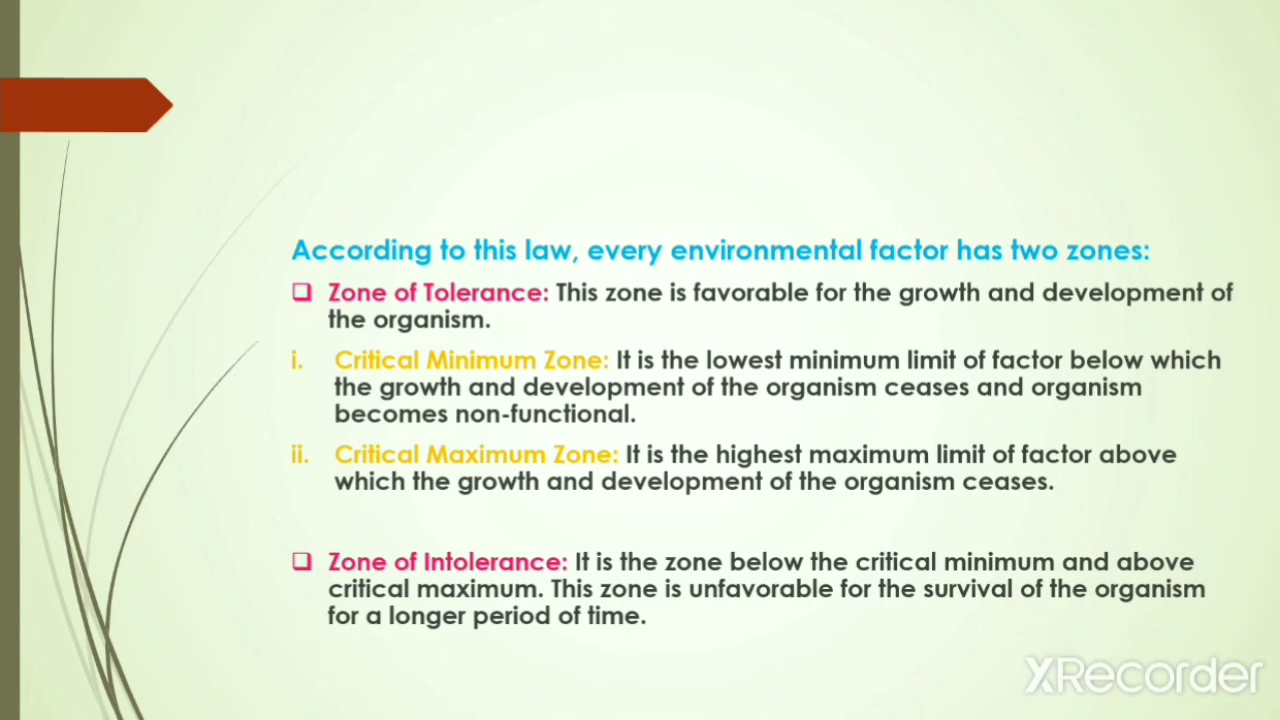 According to this law, every environmental factor has two zones:
❑ Zone of Tolerance: This zone is favorable for the growth and development of
the organism.
i. Critical Minimum Zone: It is the lowest minimum limit of factor below which
the growth and development of the organism ceases and organism
becomes non-functional.
ii. Critical Maximum Zone: It is the highest maximum limit of factor above
which the growth and development of the organism ceases.
❑ Zone of Intolerance: It is the zone below the critical minimum and above
critical maximum. This zone is unfavorable for the survival of the organism
for a longer period of time.
XRecorder